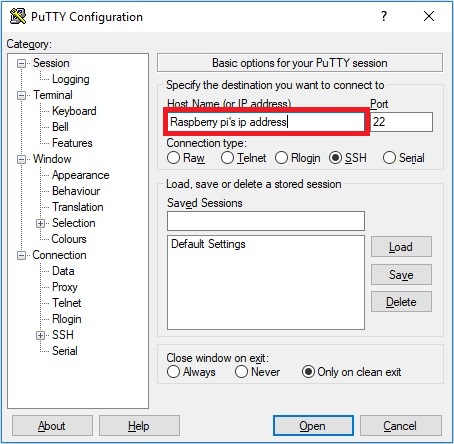 PuTTY Configuration
?
Category:
Session
Logging
Terminal
Keyboard
Bell
Features
Window
Appearance
Behaviour
Translation
Selection
Colours
Connection
Data
Proxy
Telnet
Rlogin
SSH
Serial
Basic options for your PuTTY session
Specify the destination you want to connect to
Host Name (or IP address) Port
Raspberry pi's ip address 22
Connection type:
Raw Telnet Rlogin SSH Serial
Load, save or delete a stored session
Saved Sessions
Default Settings
Load
Save
Delete
Close window on exit:
Always Never Only on clean exit
About Help Open Cancel